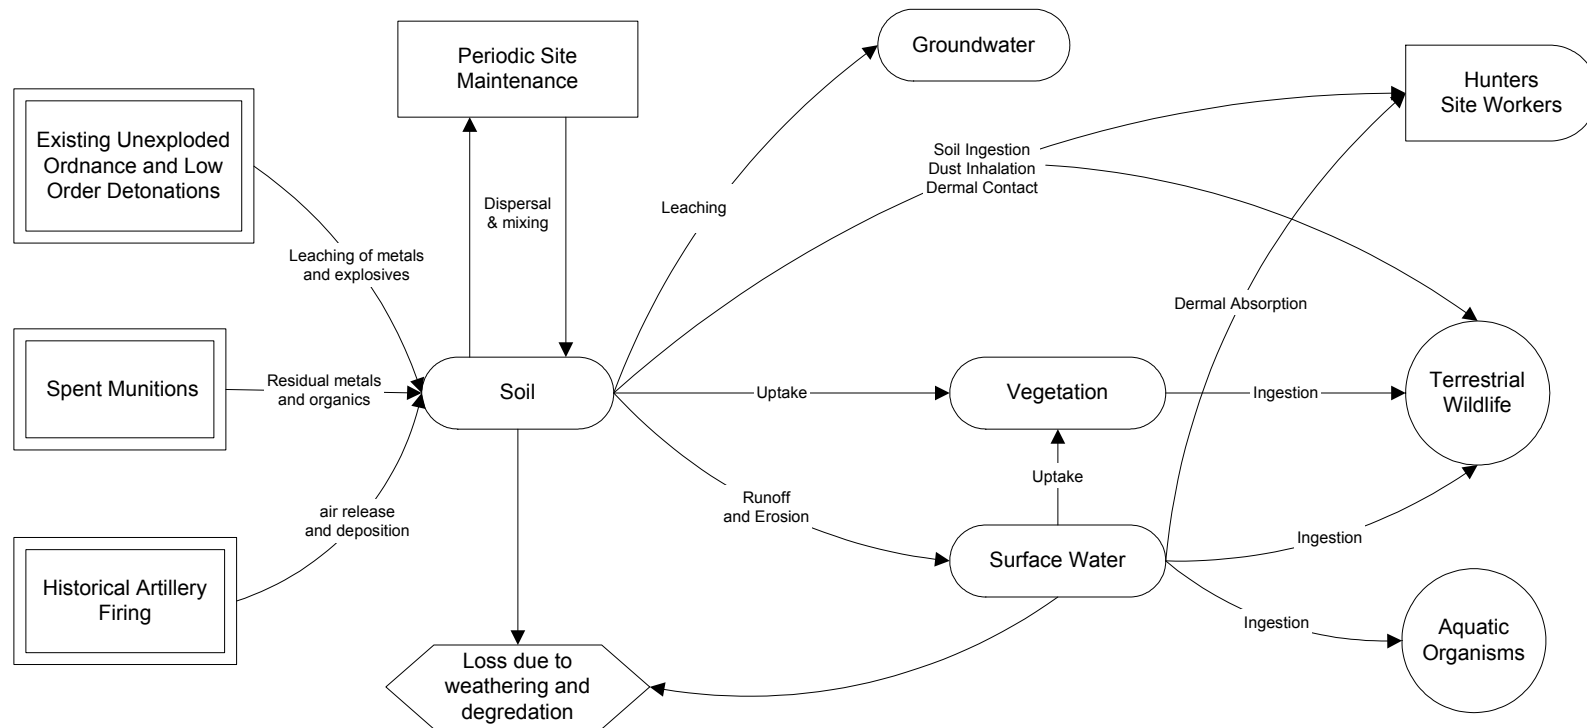 Periodic Site
Maintenance
Groundwater
Hunters
Site Workers
Existing Unexploded
Ordnance and Low
Order Detonations
Soil Ingestion
Dust Inhalation
Dermal Contact
Dispersal
& mixing
Leaching
Leaching of metals
and explosives
Dermal Absorption
Spent Munitions
Residual metals
and organics
Soil
Uptake
Vegetation
Ingestion
Terrestrial
Wildlife
Uptake
Runoff
and Erosion
air release
and deposition
Ingestion
Surface Water
Historical Artillery
Firing
Ingestion
Aquatic
Organisms
Loss due to
weathering and
degredation